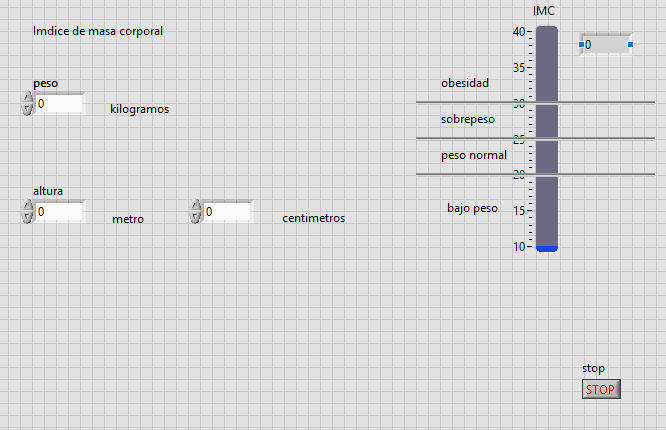 IMC
Imdice de masa corporal
40
0
35
peso
obesidad
0
kilogramos
30
sobrepeso
25
peso normal
20
altura
0
metro
0
centimetros
bajo peso
15
10
stop
STOP